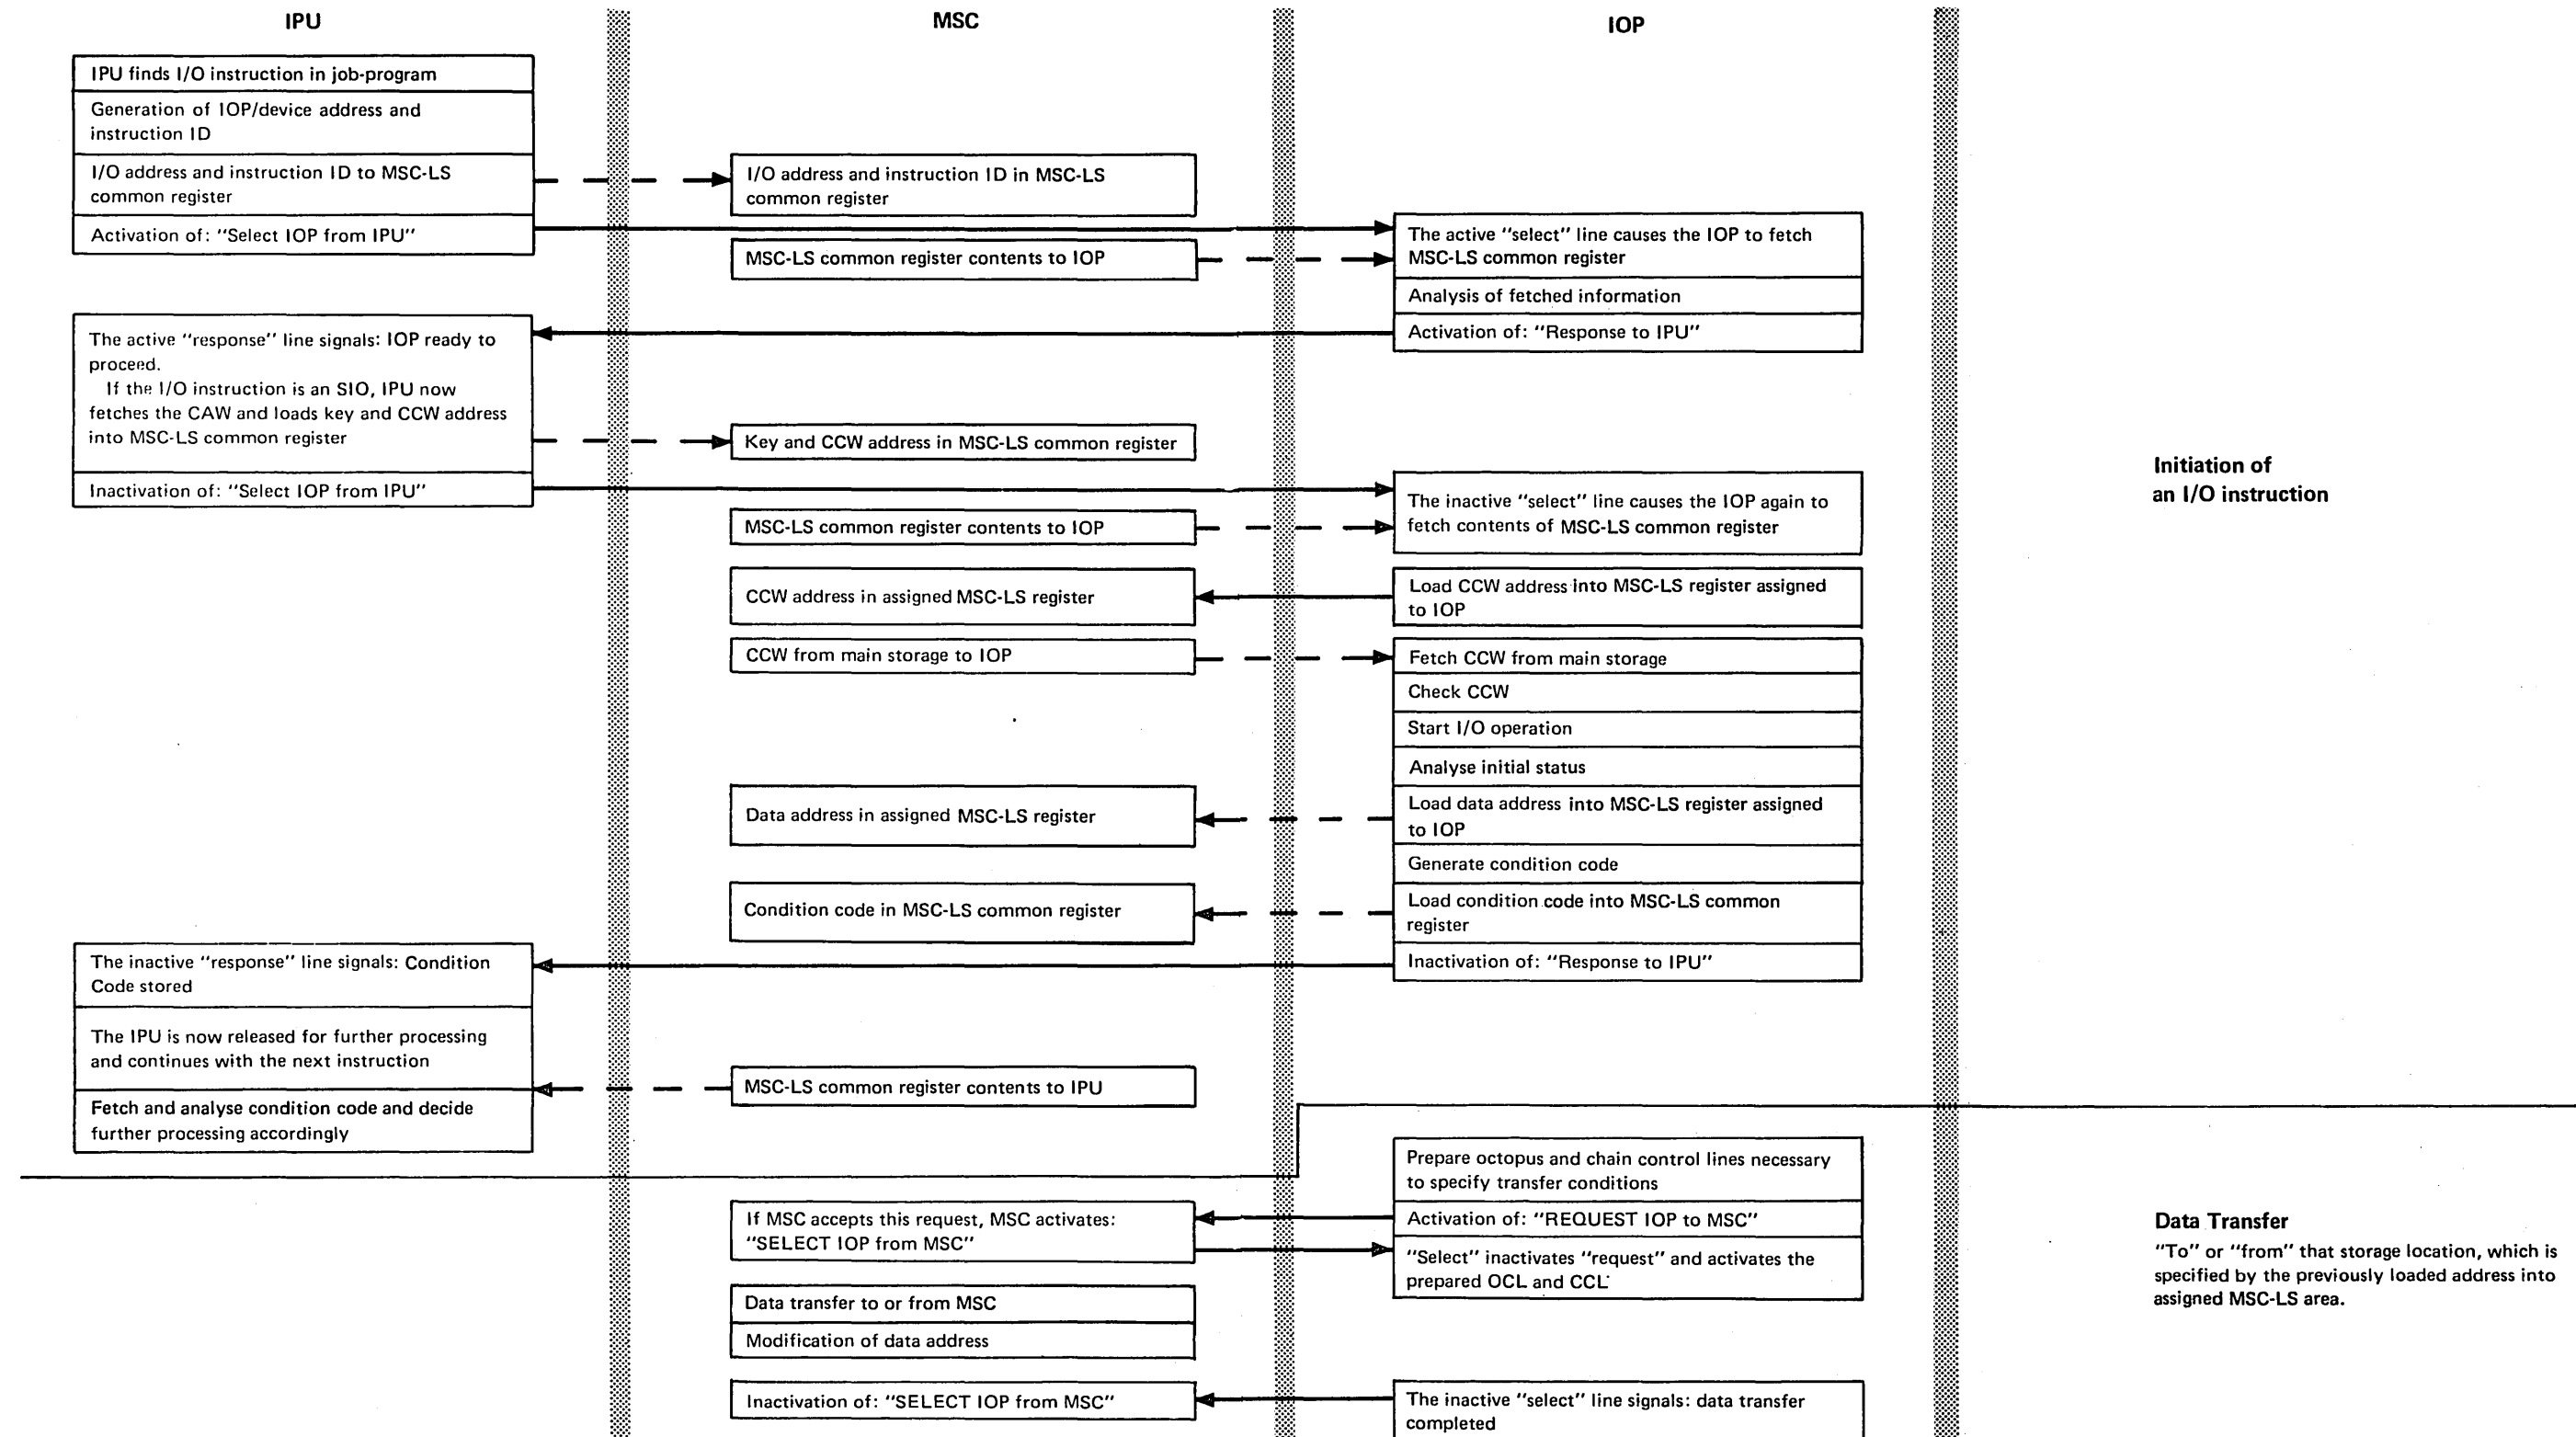 IPU
MSC
IOP
IPU finds I/O instruction in job-program
Generation of IOP/device address and
instruction ID
I/O address and instruction ID to MSC-LS
common register
Activation of: "Select IOP from IPU"
I/O address and instruction ID in MSC-LS
common register
MSC-LS common register contents to IOP
The active "select" line causes the IOP to fetch
MSC-LS common register
Analysis of fetched information
Activation of: "Response to IPU"
The active "response" line signals: IOP ready to
proceed.
If the I/O instruction is an SIO, IPU now
fetches the CAW and loads key and CCW address
into MSC-LS common register
Inactivation of: "Select IOP from IPU"
Key and CCW address in MSC-LS common register
MSC-LS common register contents to IOP
The inactive "select" line causes the IOP again to
fetch contents of MSC-LS common register
Initiation of
an I/O instruction
CCW address in assigned MSC-LS register
Load CCW address into MSC-LS register assigned
to IOP
CCW from main storage to IOP
Fetch CCW from main storage
Check CCW
Start I/O operation
Analyse initial status
Data address in assigned MSC-LS register
Load data address into MSC-LS register assigned
to IOP
Generate condition code
Condition code in MSC-LS common register
Load condition code into MSC-LS common
register
Inactivation of: "Response to IPU"
The inactive "response" line signals: Condition
Code stored
The IPU is now released for further processing
and continues with the next instruction
MSC-LS common register contents to IPU
Fetch and analyse condition code and decide
further processing accordingly
Prepare octopus and chain control lines necessary
to specify transfer conditions
If MSC accepts this request, MSC activates:
"SELECT IOP from MSC"
Activation of: "REQUEST IOP to MSC"
"Select" inactivates "request" and activates the
prepared OCL and CCL
Data Transfer
"To" or "from" that storage location, which is
specified by the previously loaded address into
assigned MSC-LS area.
Data transfer to or from MSC
Modification of data address
Inactivation of: "SELECT IOP from MSC"
The inactive "select" line signals: data transfer
completed